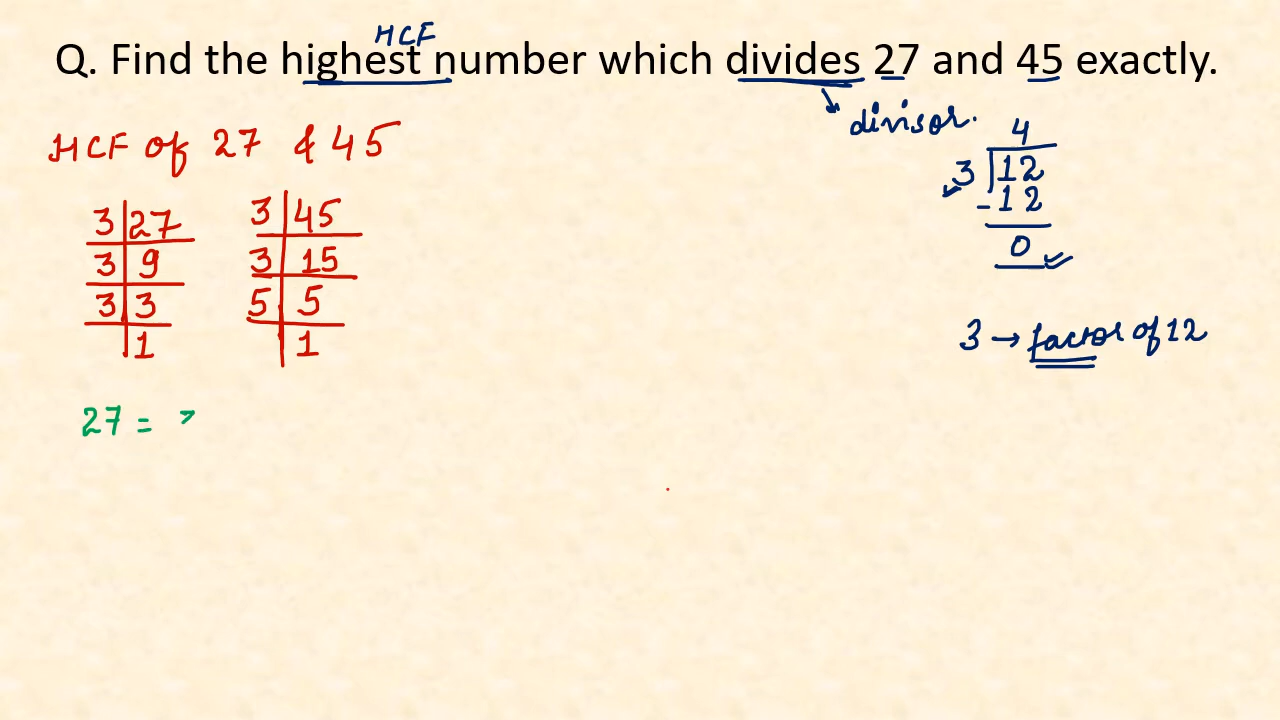 HCF
Q. Find the highest number which divides 27 and 45 exactly.
divisor.
HCF of 27 & 45
3 27
3 9
3 3
1
3 45
3 15
5 5
1
4
3 12
-12
0
3 → factor of 12
27 =